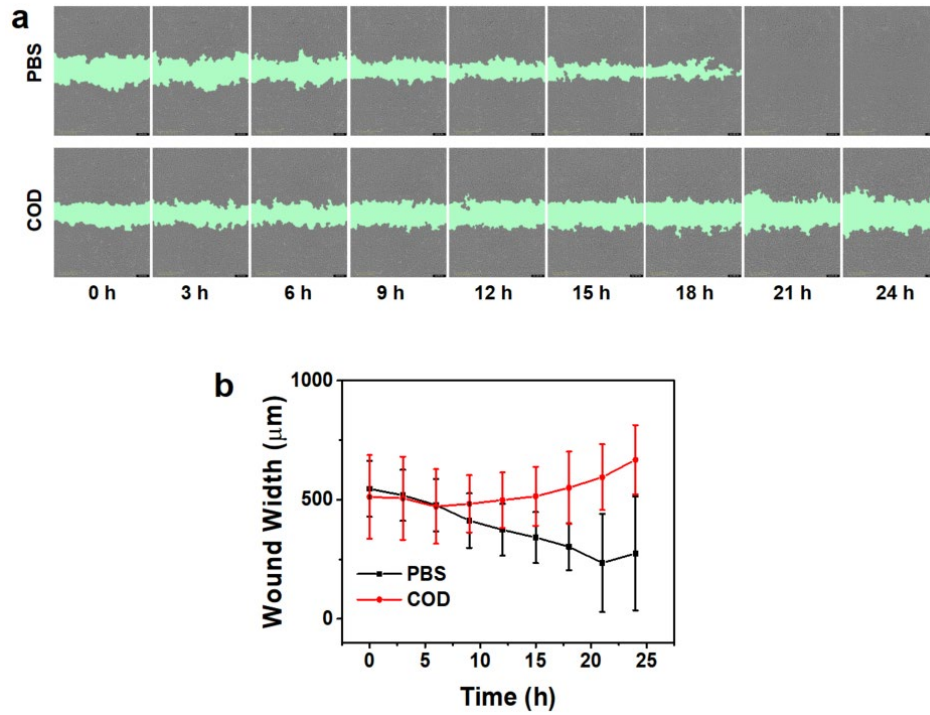 a
PBS
COD
0 h 3 h 6 h 9 h 12 h 15 h 18 h 21 h 24 h
b
1000
500
0
Wound Width (μm)
PBS
COD
0 5 10 15 20 25
Time (h)